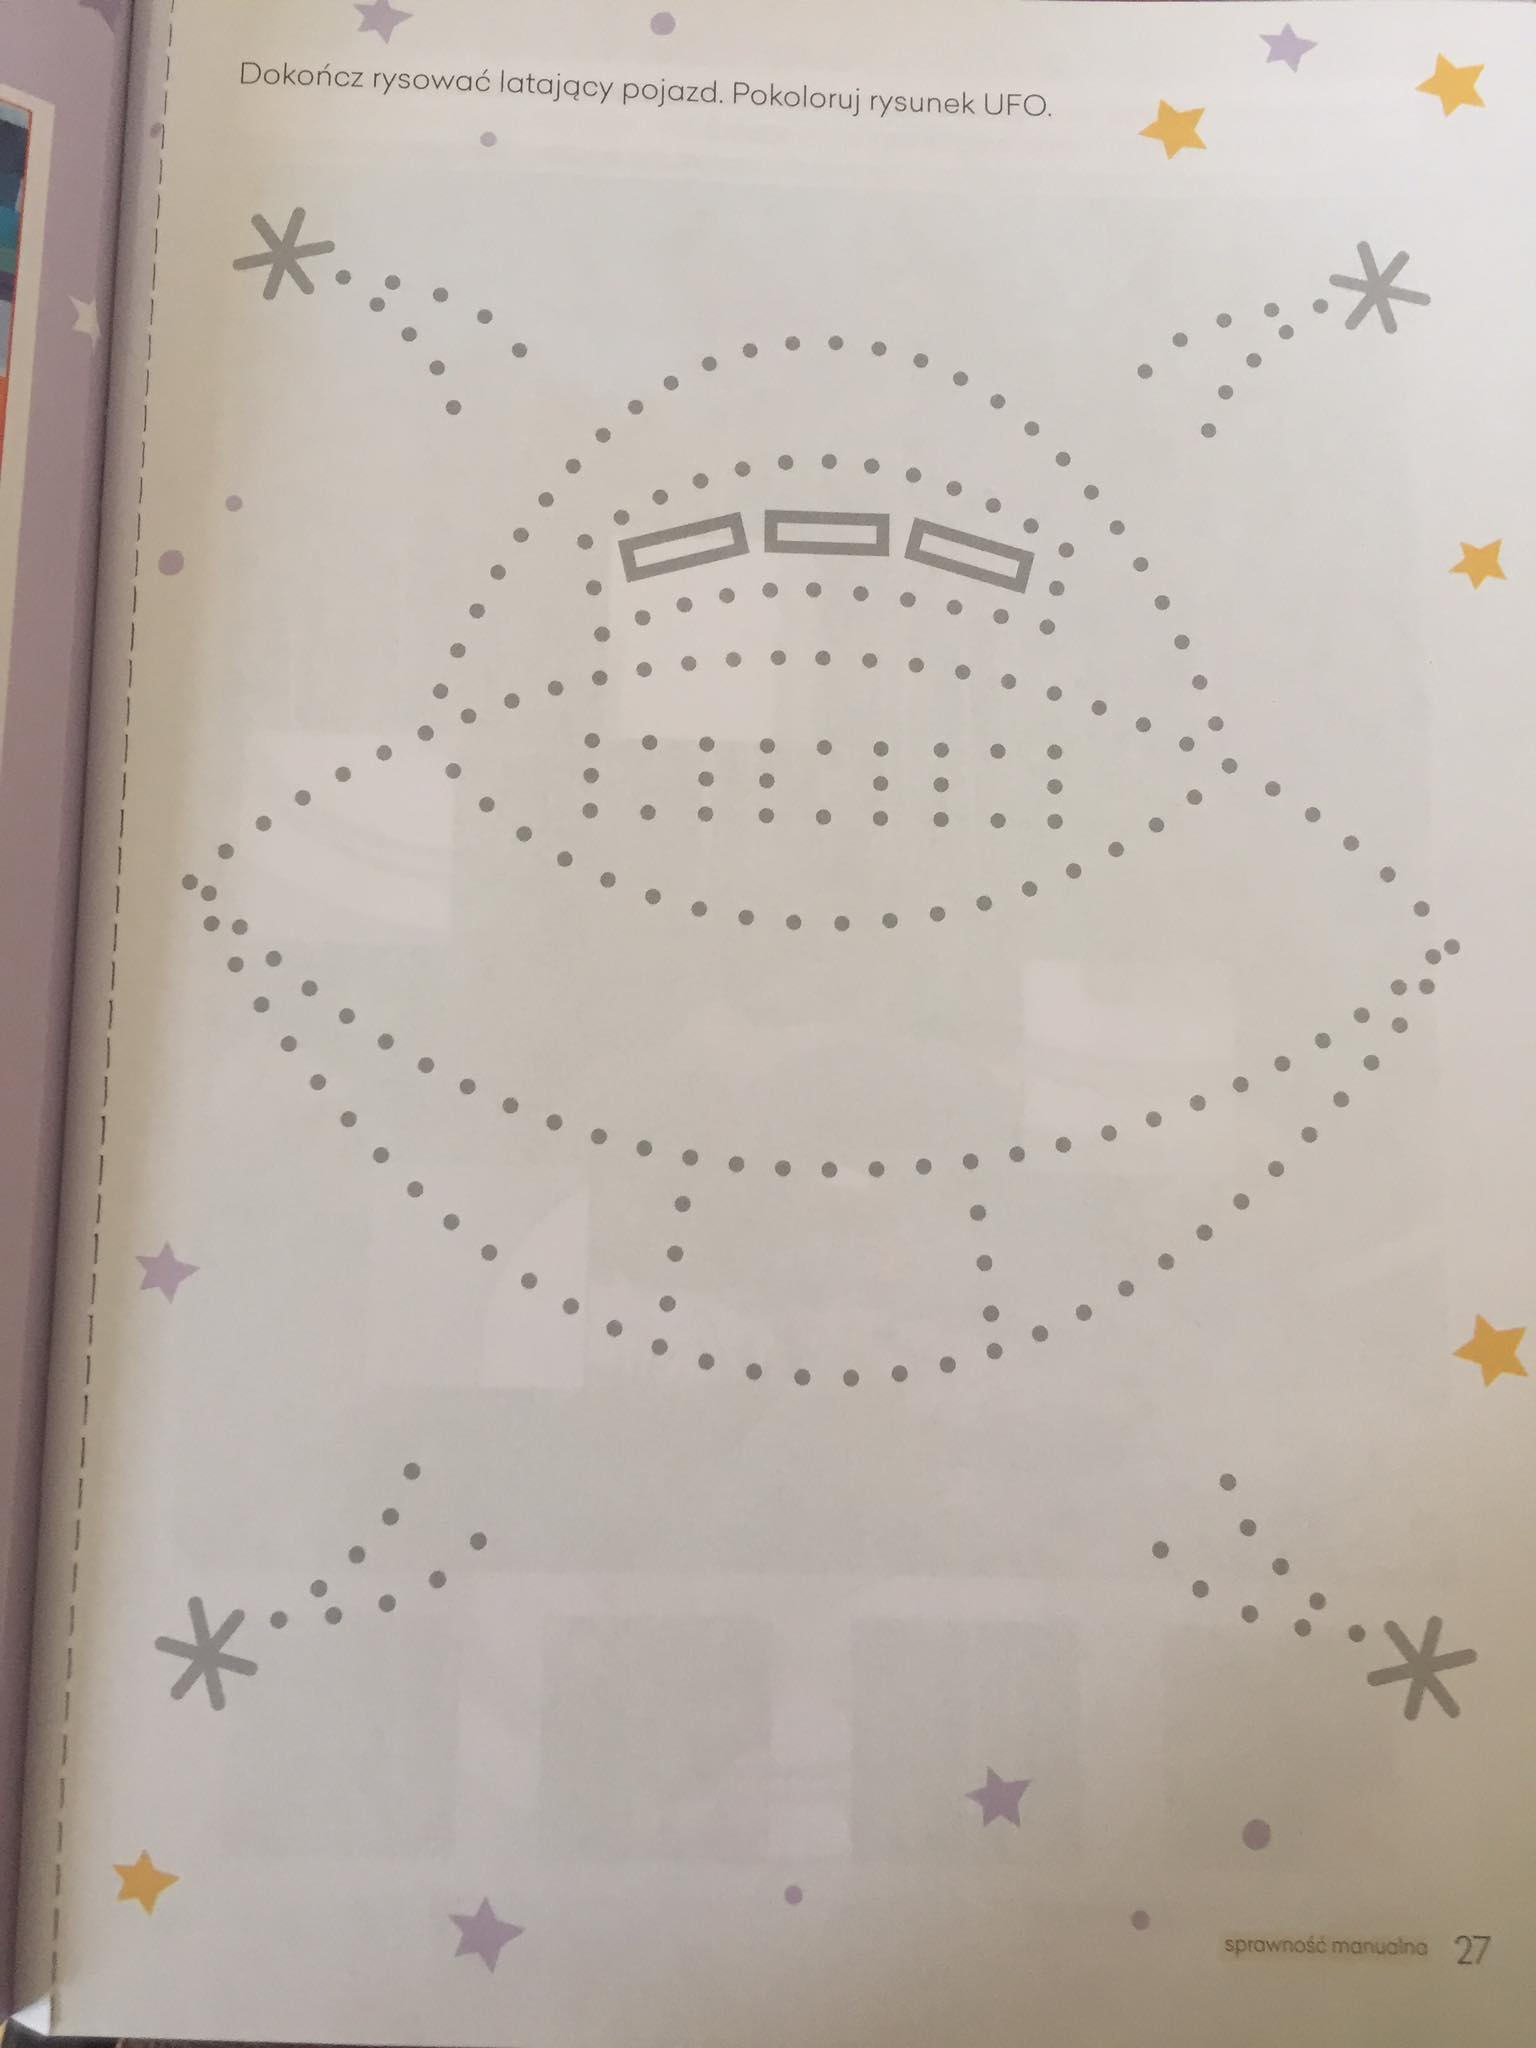 Dokończ rysować latający pojazd. Pokoloruj rysunek UFO.
sprawność manualna 27